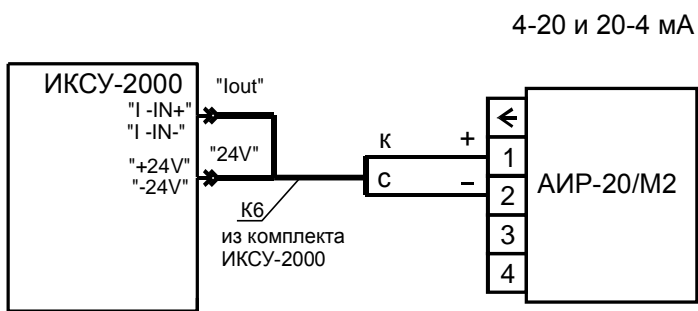 4-20 и 20-4 мА
ИКСУ-2000
"Iout"
"I -IN+"
"I -IN-"
"+24V"
"-24V"
"24V"
К6
из комплекта
ИКСУ-2000
к
с
+
–
1
2
3
4
АИР-20/М2